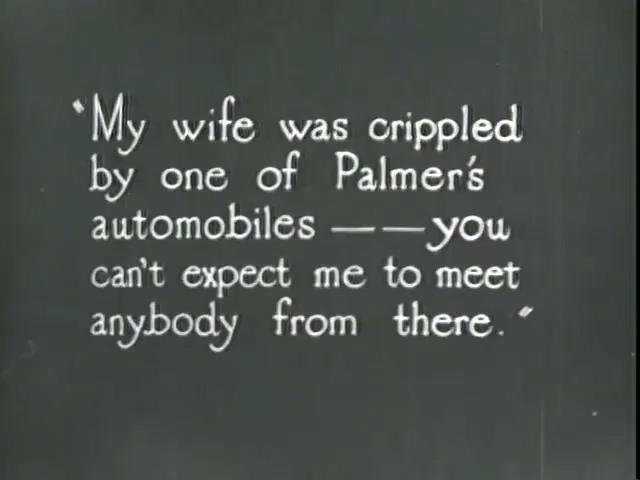 "My wife was crippled
by one of Palmer's
automobiles — — you
can't expect me to meet
anybody from there."